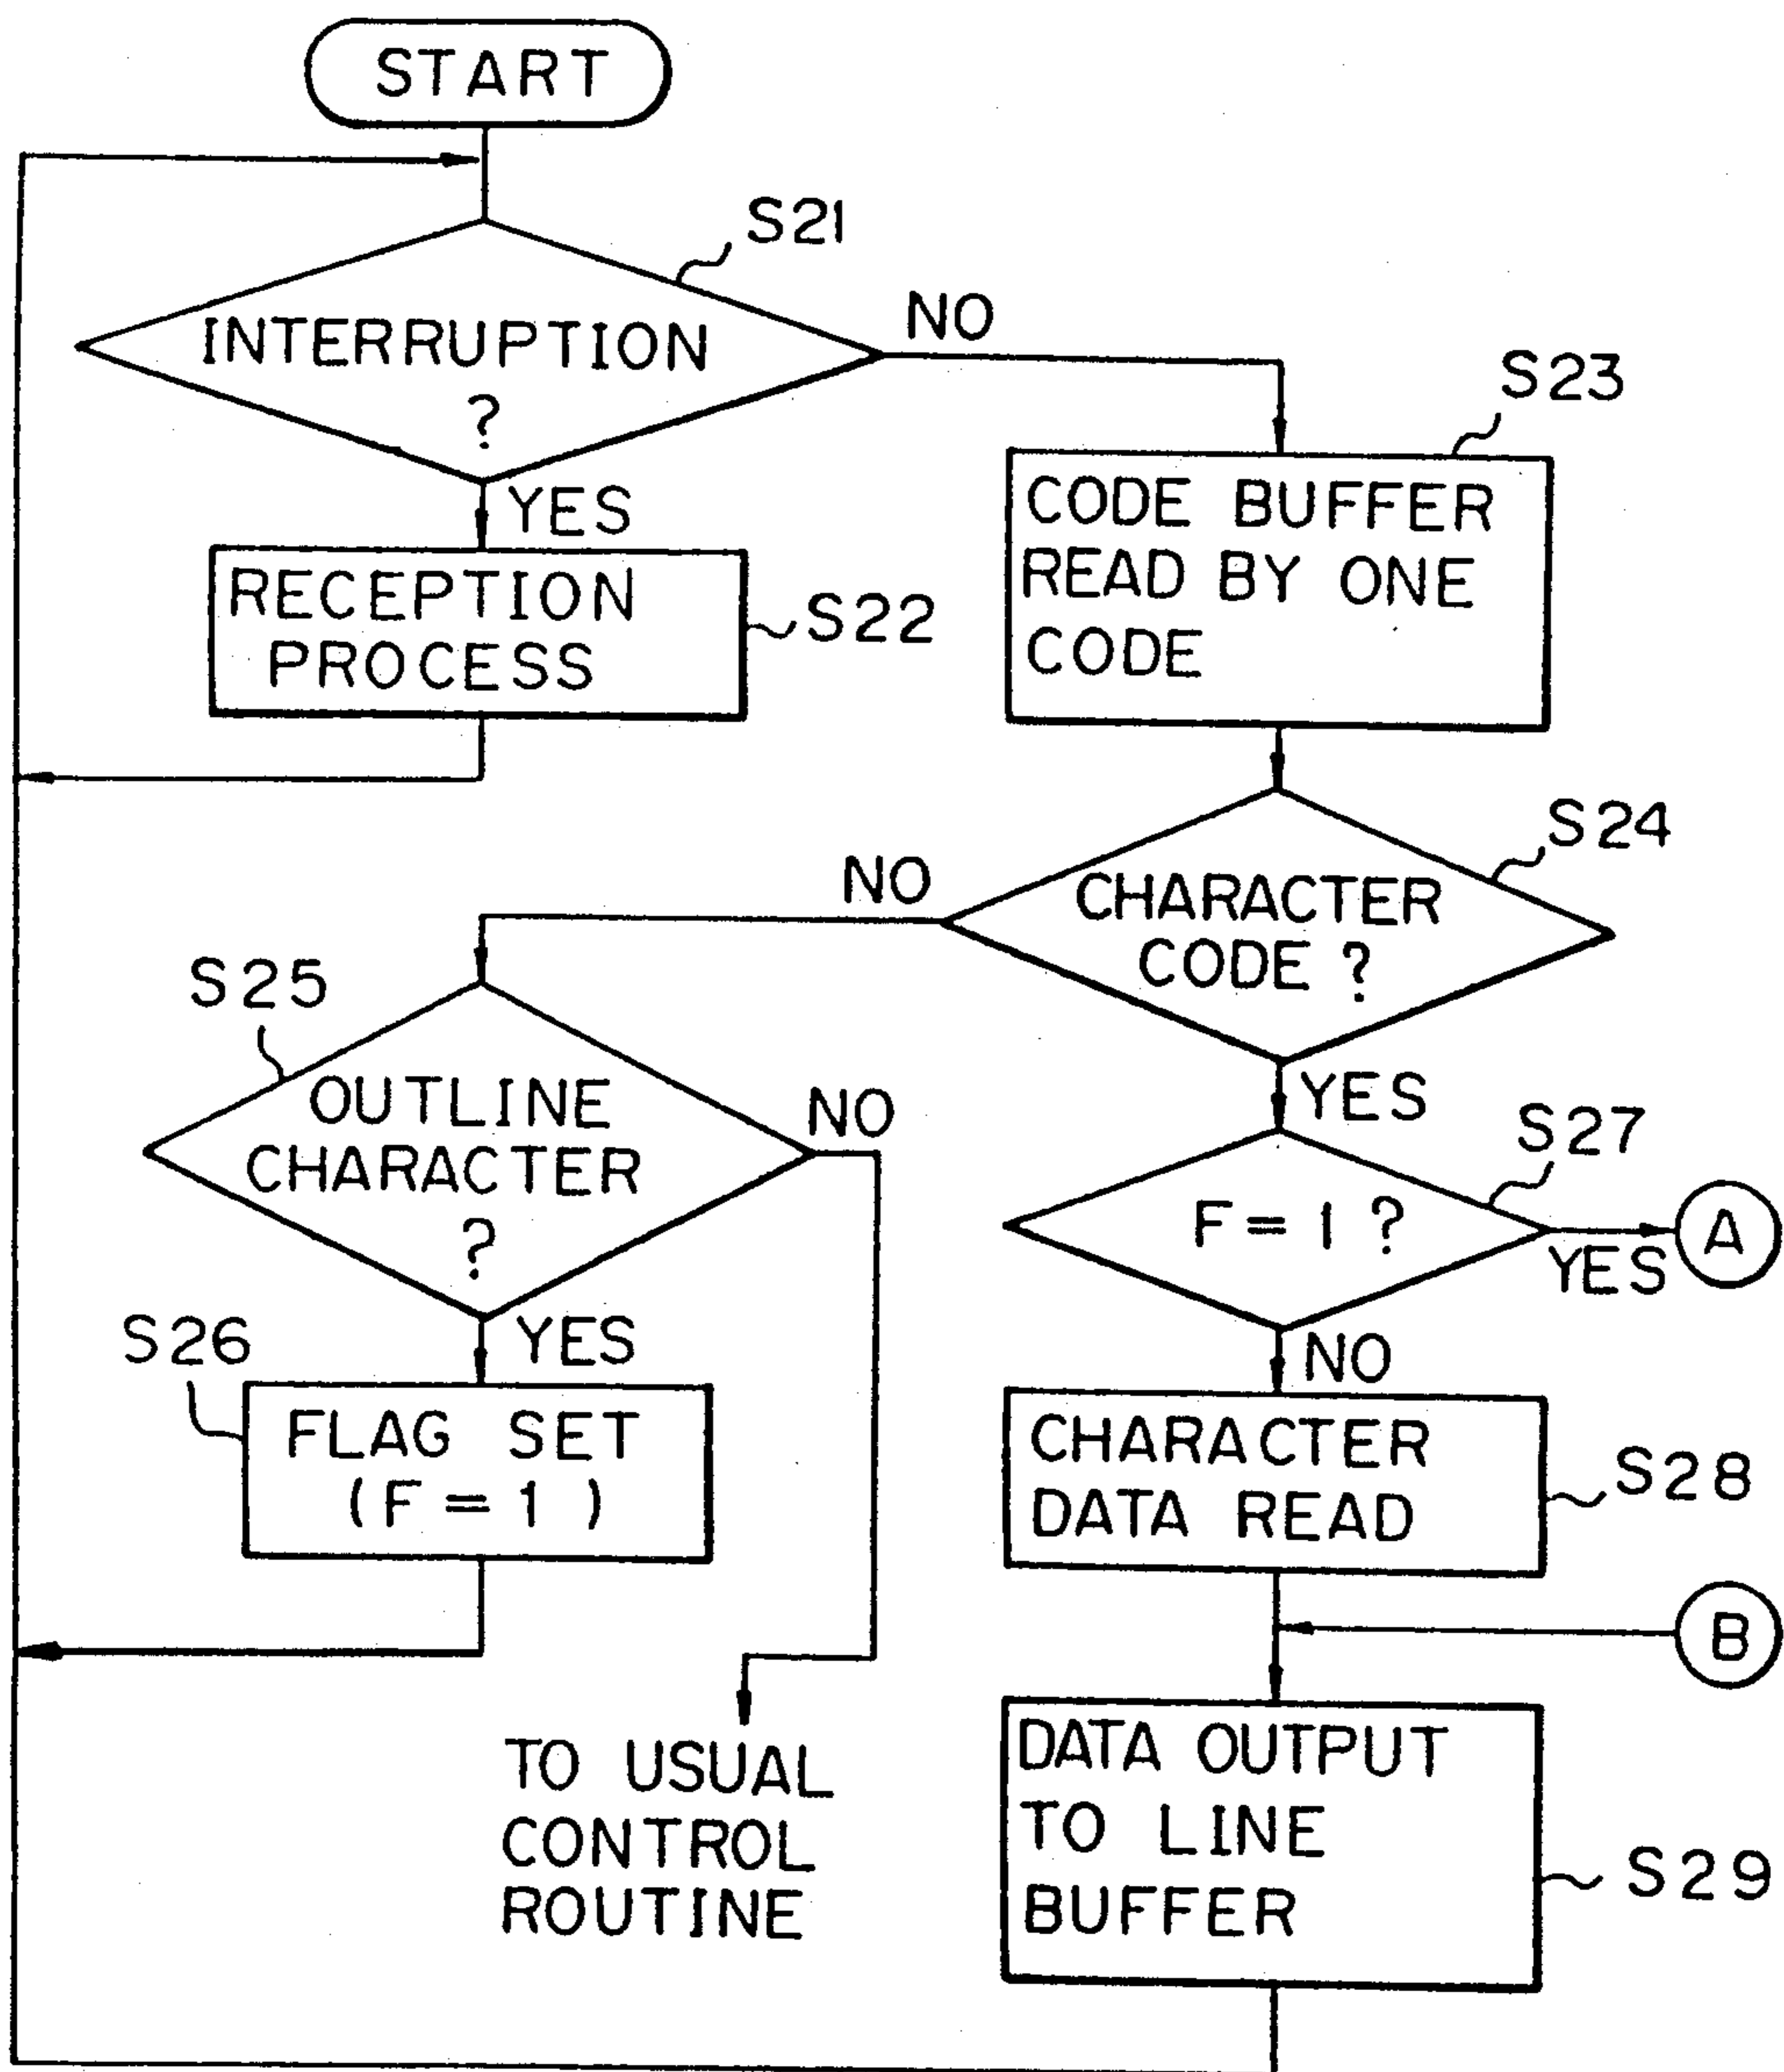 START
S21
INTERRUPTION
?
NO
YES
RECEPTION
PROCESS
S22
S23
CODE BUFFER
READ BY ONE
CODE
S24
CHARACTER
CODE ?
NO
YES
S25
OUTLINE
CHARACTER
?
NO
YES
S26
FLAG SET
( F = 1 )
TO USUAL
CONTROL
ROUTINE
S27
F = 1 ?
YES
A
NO
CHARACTER
DATA READ
S28
B
DATA OUTPUT
TO LINE
BUFFER
S29